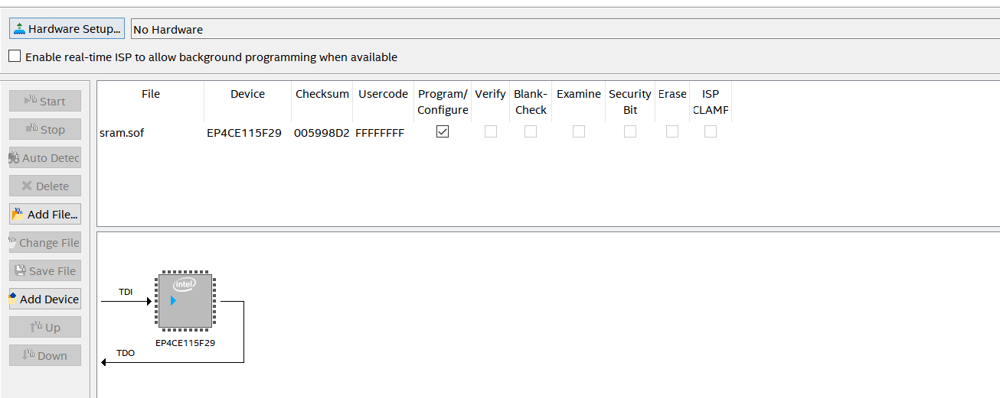 Hardware Setup...
No Hardware
Enable real-time ISP to allow background programming when available
Start
Stop
Auto Detec
Delete
Add File...
Change File
Save File
Add Device
Up
Down
File Device Checksum Usercode Program/ Verify Blank- Examine Security Erase ISP
Configure Check Bit CLAMP
sram.sof EP4CE115F29 005998D2 FFFFFFFF
TDI
intel
EP4CE115F29
TDO